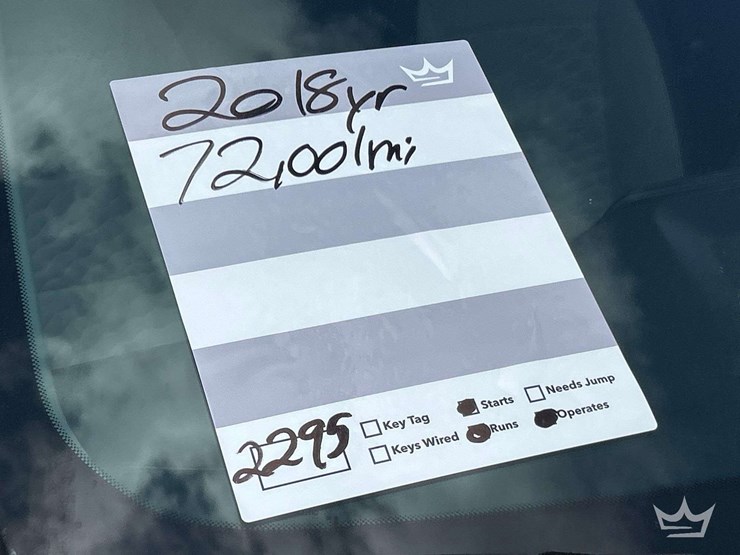 2018yr
72,001mi
2295
Key Tag
Starts
Needs Jump
Keys Wired
Runs
Operates